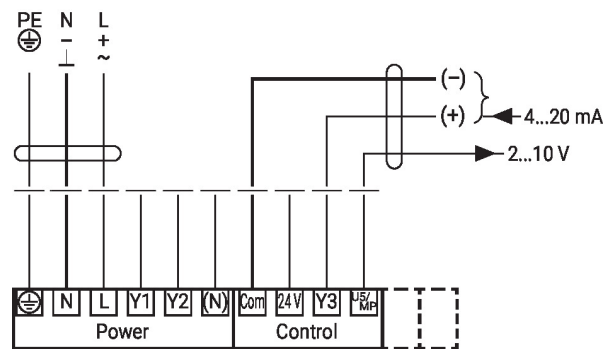 PE N L
− +
⊥ ~
(−)
(+) 4...20 mA
2...10 V
N L Y1 Y2 (N) Com 24 V Y3 U5/MP
Power Control